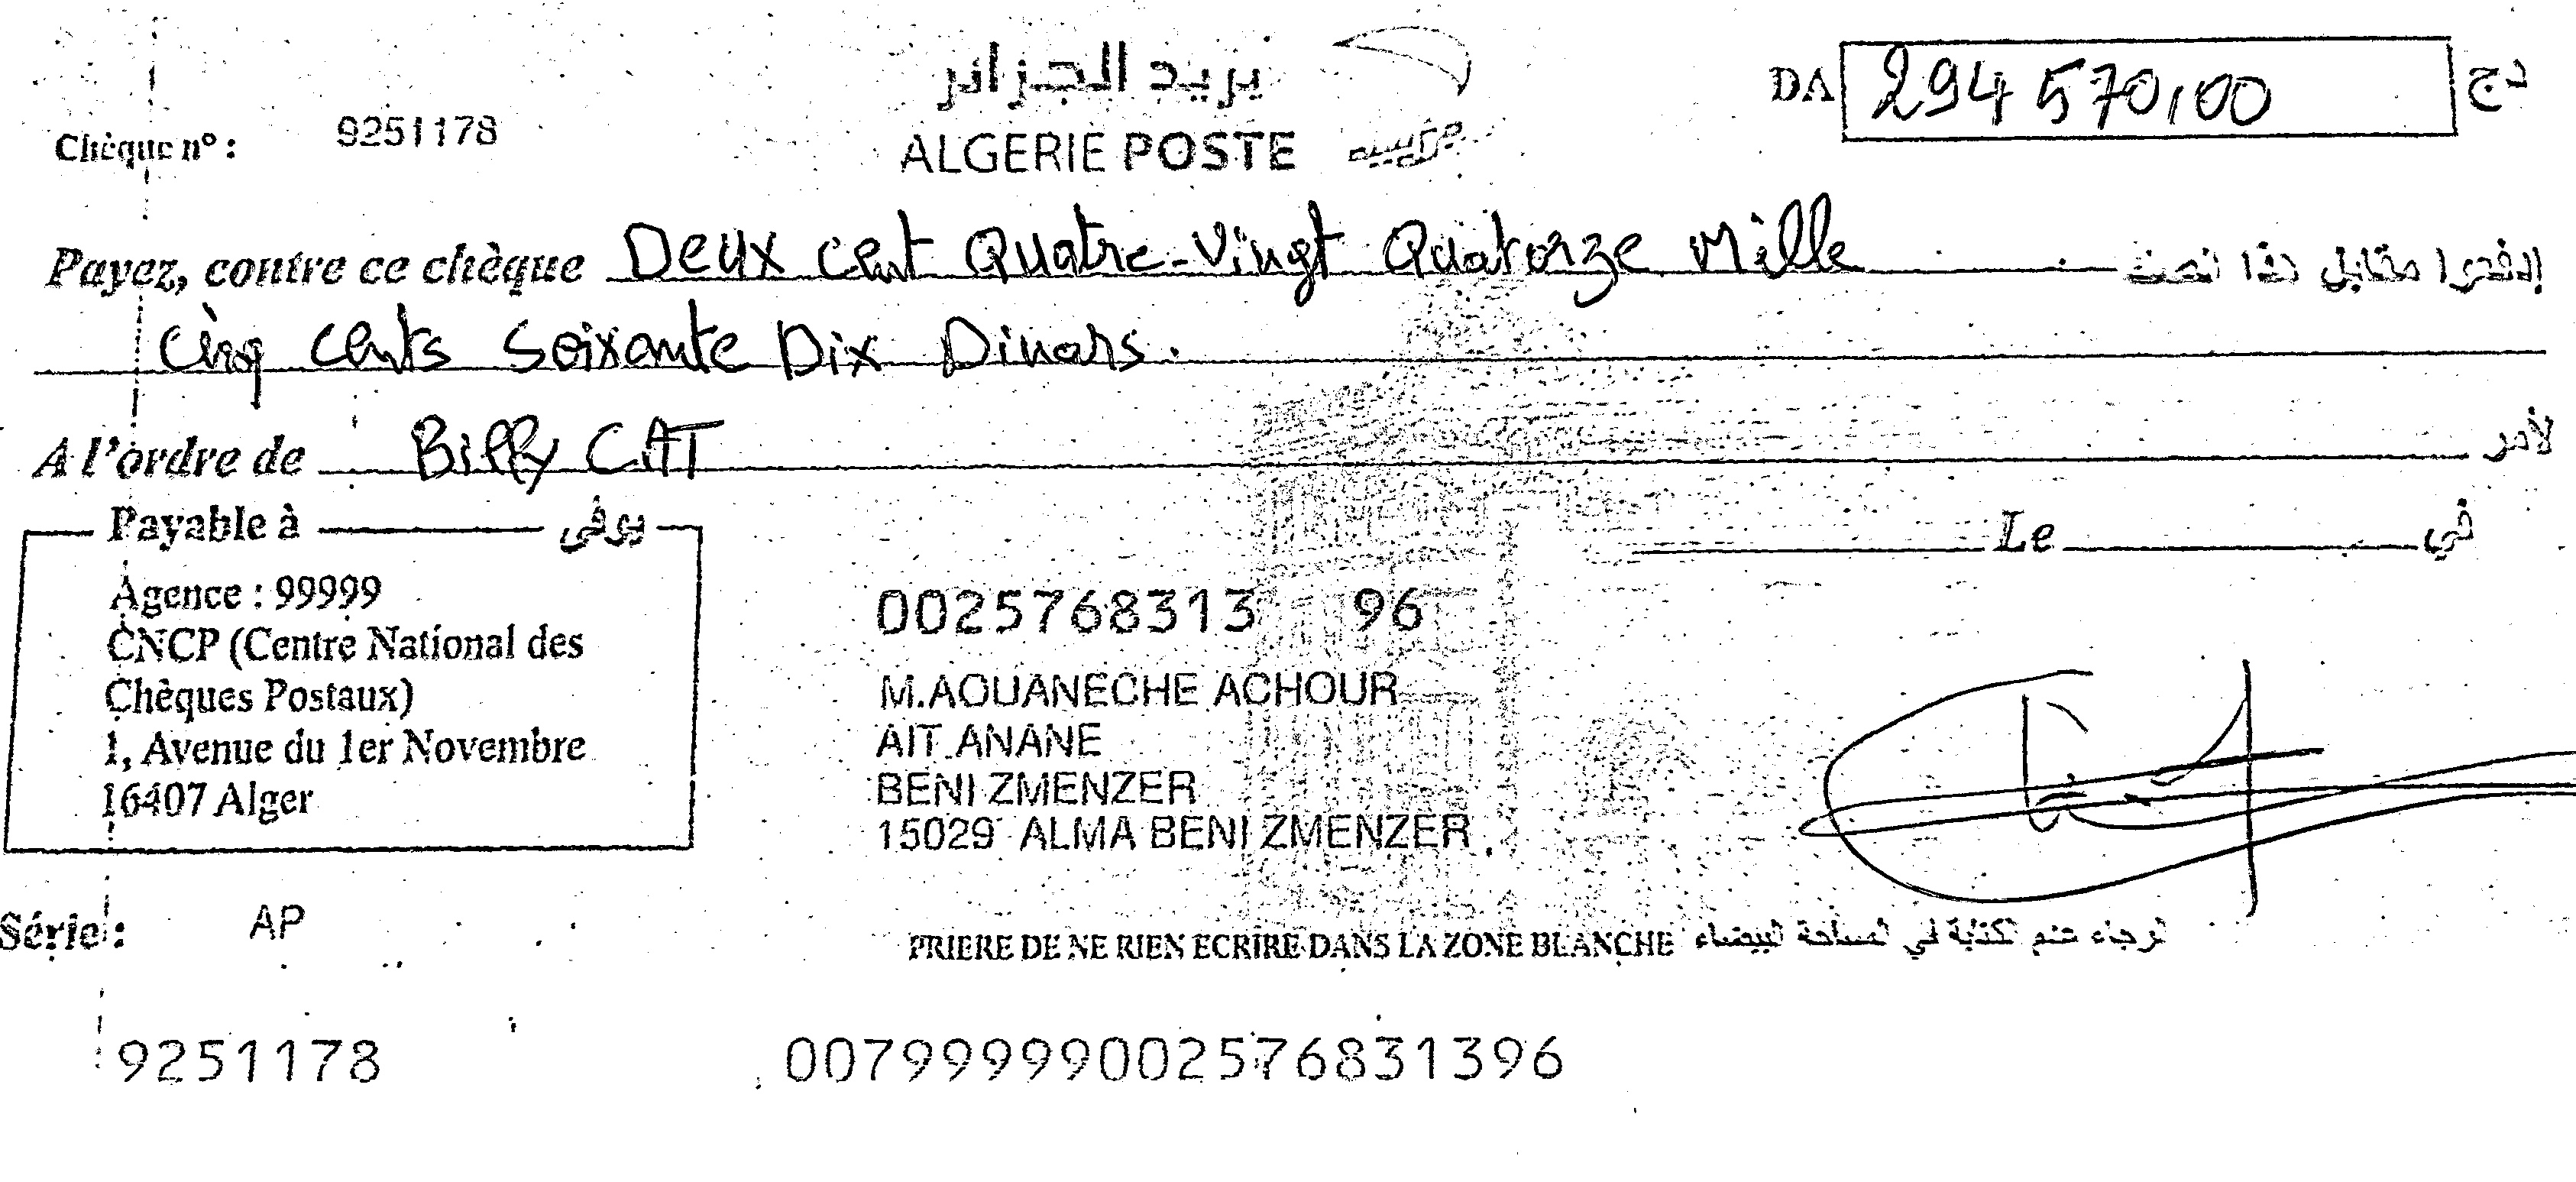 بريد الجزائر
ALGERIE POSTE
Chèque n° : 9251178
DA 294 570,00 دج
Payez, contre ce chèque Deux cent Quatre-Vingt Quatorze Mille إدفعوا مقابل هذا الصك
Cinq cents Soixante Dix Dinars.
A l'ordre de Billy CAT لأمر
Payable à يوفى
Le في
Agence : 99999
CNCP (Centre National des
Chèques Postaux)
1, Avenue du 1er Novembre
16407 Alger
0025768313 96
M.AOUANECHE ACHOUR
AIT ANANE
BENI ZMENZER
15029 ALMA BENI ZMENZER
Série : AP
PRIERE DE NE RIEN ECRIRE DANS LA ZONE BLANCHE الرجاء عدم الكتابة في المساحة البيضاء
9251178 00799999002576831396